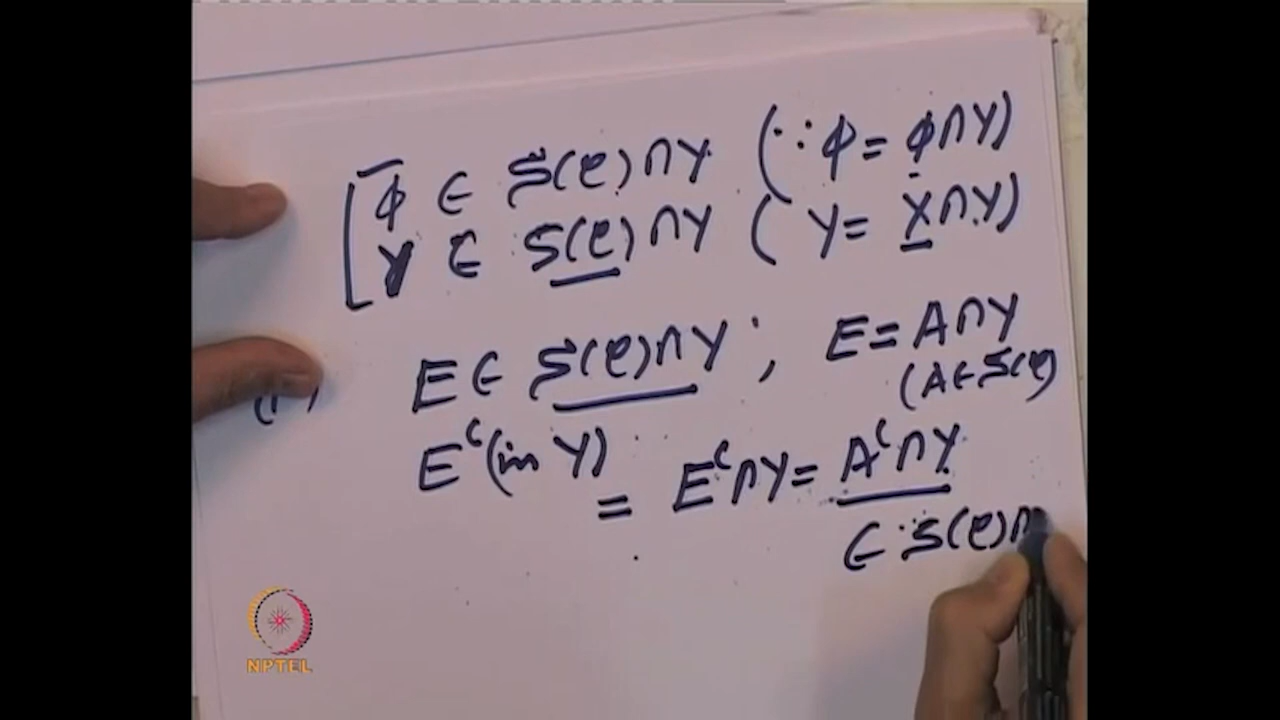 ϕ ∈ S(C)∩Y (∵ ϕ = ϕ∩Y)
Y ∈ S(C)∩Y ( Y = X∩Y)
E ∈ S(C)∩Y ; E = A∩Y
(A ∈ S(C))
E^c (in Y)
= E^c∩Y = A^c∩Y
∈ S(C)∩
NPTEL